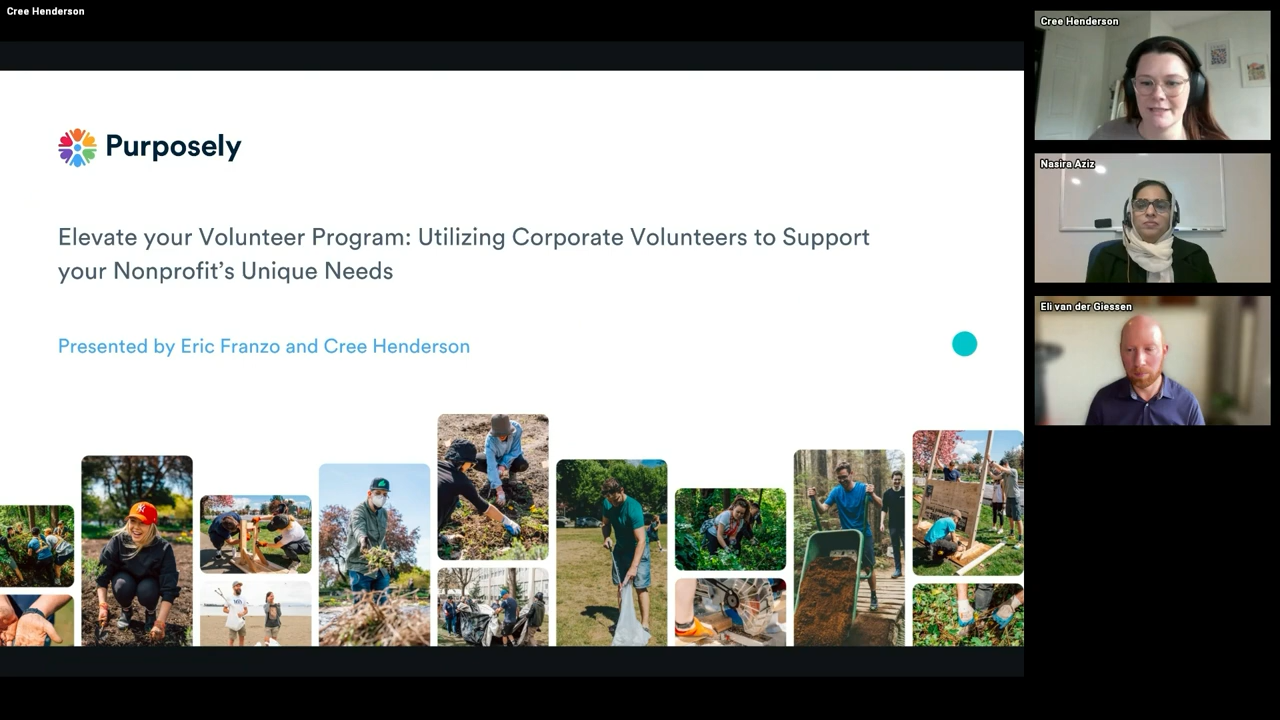 Cree Henderson
Purposely
Elevate your Volunteer Program: Utilizing Corporate Volunteers to Support
your Nonprofit's Unique Needs
Presented by Eric Franzo and Cree Henderson
Cree Henderson
Nasira Aziz
Eli van der Giessen